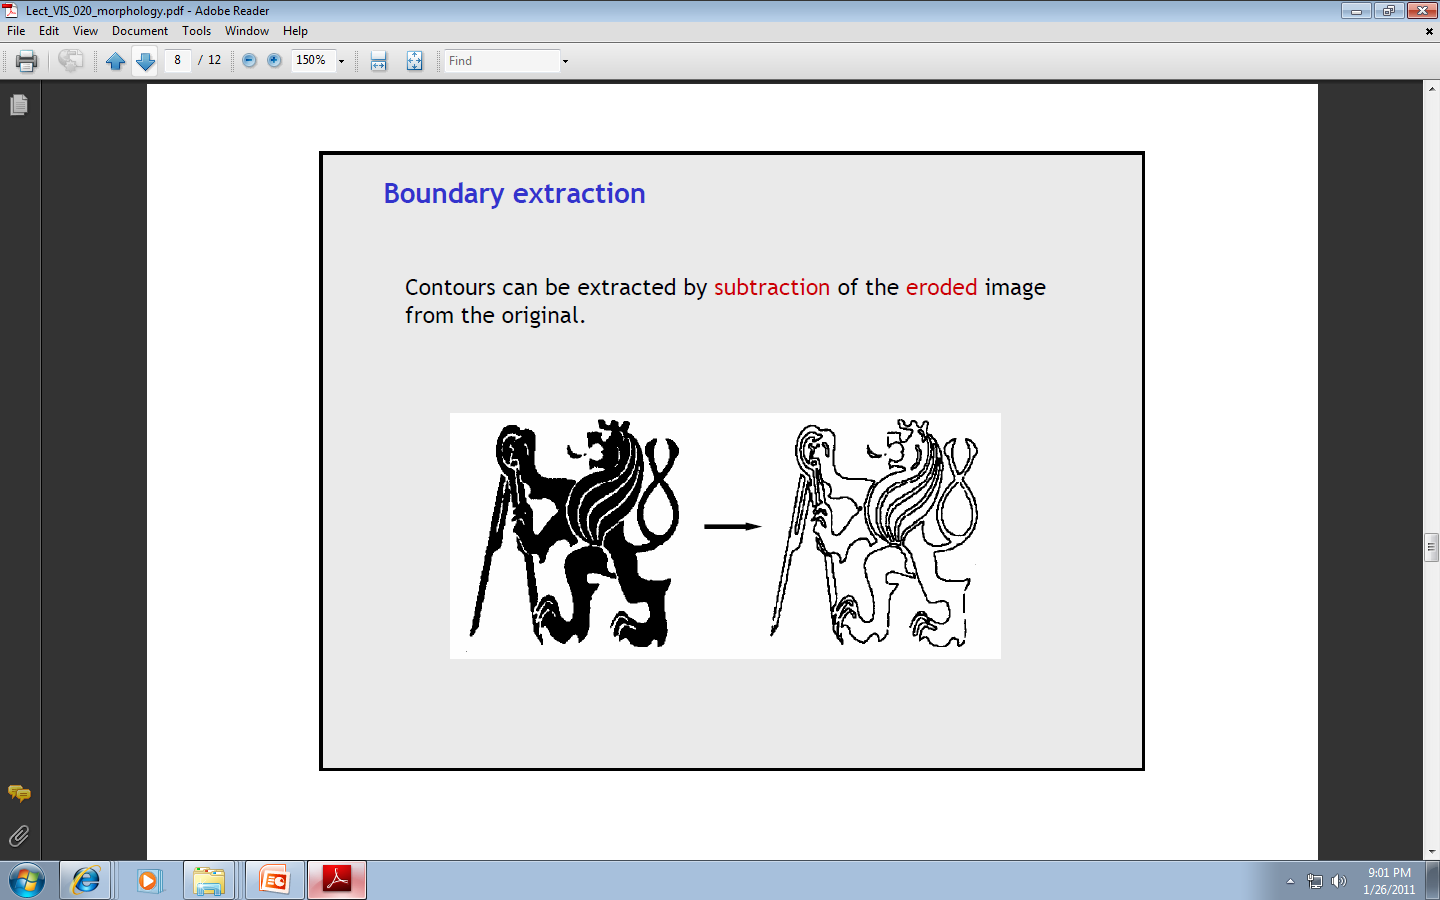 Lect_VIS_020_morphology.pdf - Adobe Reader
File Edit View Document Tools Window Help
8 / 12 150% Find
Boundary extraction
Contours can be extracted by subtraction of the eroded image
from the original.
9:01 PM
1/26/2011